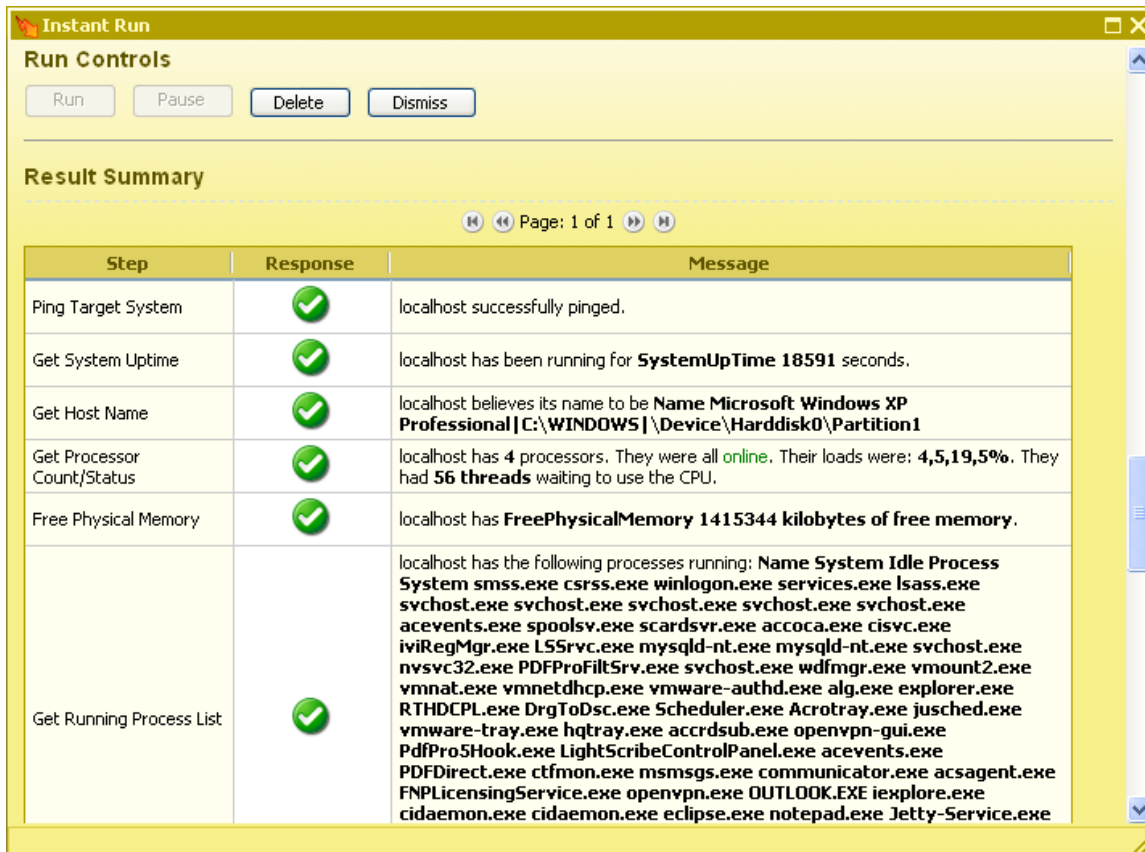 Instant Run
Run Controls
Run Pause Delete Dismiss
Result Summary
Page: 1 of 1
Step Response Message
Ping Target System localhost successfully pinged.
Get System Uptime localhost has been running for SystemUpTime 18591 seconds.
Get Host Name
localhost believes its name to be Name Microsoft Windows XP
Professional|C:\WINDOWS|\Device\Harddisk0\Partition1
Get Processor
Count/Status
localhost has 4 processors. They were all online. Their loads were: 4,5,19,5%. They
had 56 threads waiting to use the CPU.
Free Physical Memory localhost has FreePhysicalMemory 1415344 kilobytes of free memory.
Get Running Process List
localhost has the following processes running: Name System Idle Process
System smss.exe csrss.exe winlogon.exe services.exe lsass.exe
svchost.exe svchost.exe svchost.exe svchost.exe svchost.exe
acevents.exe spoolsv.exe scardsvr.exe accoca.exe cisvc.exe
iviRegMgr.exe LSSrvc.exe mysqld-nt.exe mysqld-nt.exe svchost.exe
nvsvc32.exe PDFProFiltSrv.exe svchost.exe wdfmgr.exe vmount2.exe
vmnat.exe vmnetdhcp.exe vmware-authd.exe alg.exe explorer.exe
RTHDCPL.exe DrgToDsc.exe Scheduler.exe Acrotray.exe jusched.exe
vmware-tray.exe hqtray.exe accrdsub.exe openvpn-gui.exe
PdfPro5Hook.exe LightScribeControlPanel.exe acevents.exe
PDFDirect.exe ctfmon.exe msmsgs.exe communicator.exe acsagent.exe
FNPLicensingService.exe openvpn.exe OUTLOOK.EXE iexplore.exe
cidaemon.exe cidaemon.exe eclipse.exe notepad.exe Jetty-Service.exe